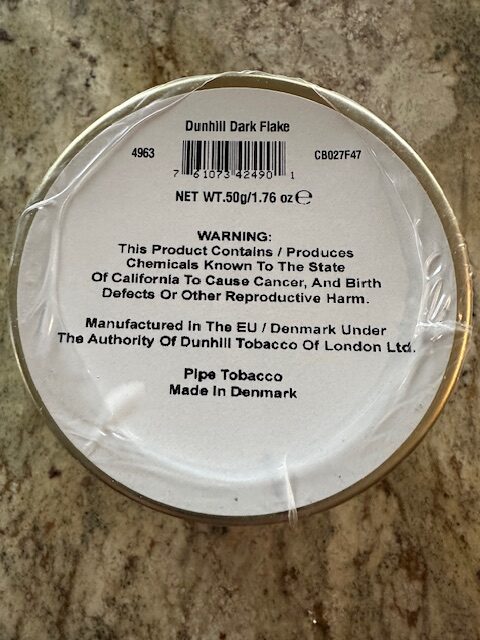 Dunhill Dark Flake
4963 CB027F47
7 61073 42490 1
NET WT.50g/1.76 oz ℮
WARNING:
This Product Contains / Produces
Chemicals Known To The State
Of California To Cause Cancer, And Birth
Defects Or Other Reproductive Harm.
Manufactured In The EU / Denmark Under
The Authority Of Dunhill Tobacco Of London Ltd.
Pipe Tobacco
Made In Denmark